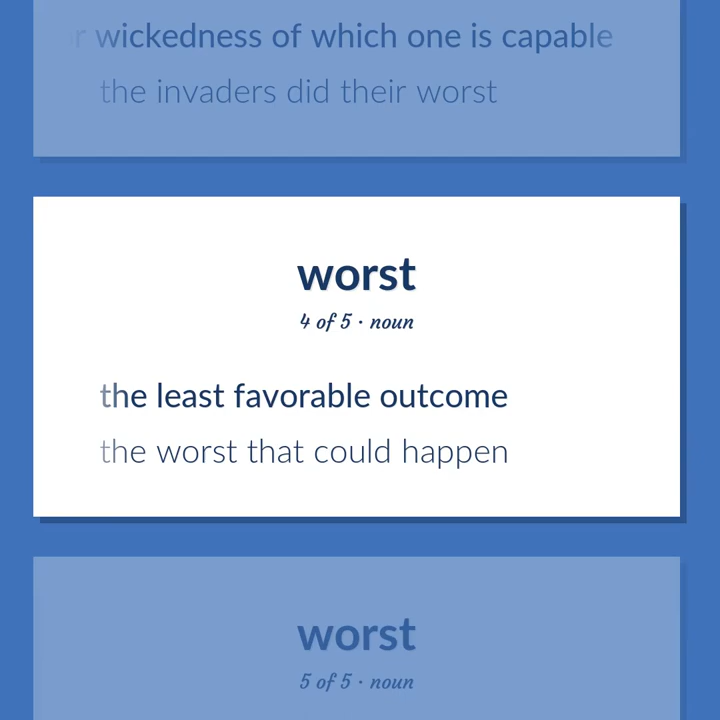 wickedness of which one is capable
the invaders did their worst
worst
4 of 5 · noun
the least favorable outcome
the worst that could happen
worst
5 of 5 · noun